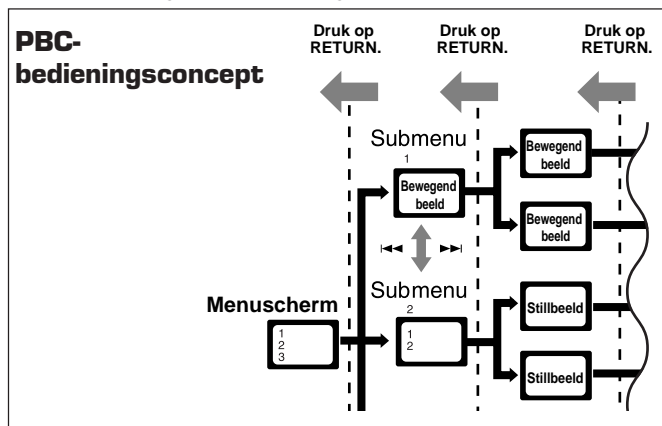 PBC-
bedieningsconcept
Druk op
RETURN.
Druk op
RETURN.
Druk op
RETURN.
Submenu
1
Bewegend
beeld
Bewegend
beeld
Bewegend
beeld
Submenu
2
1
2
Menuscherm
1
2
3
Stillbeeld
Stillbeeld